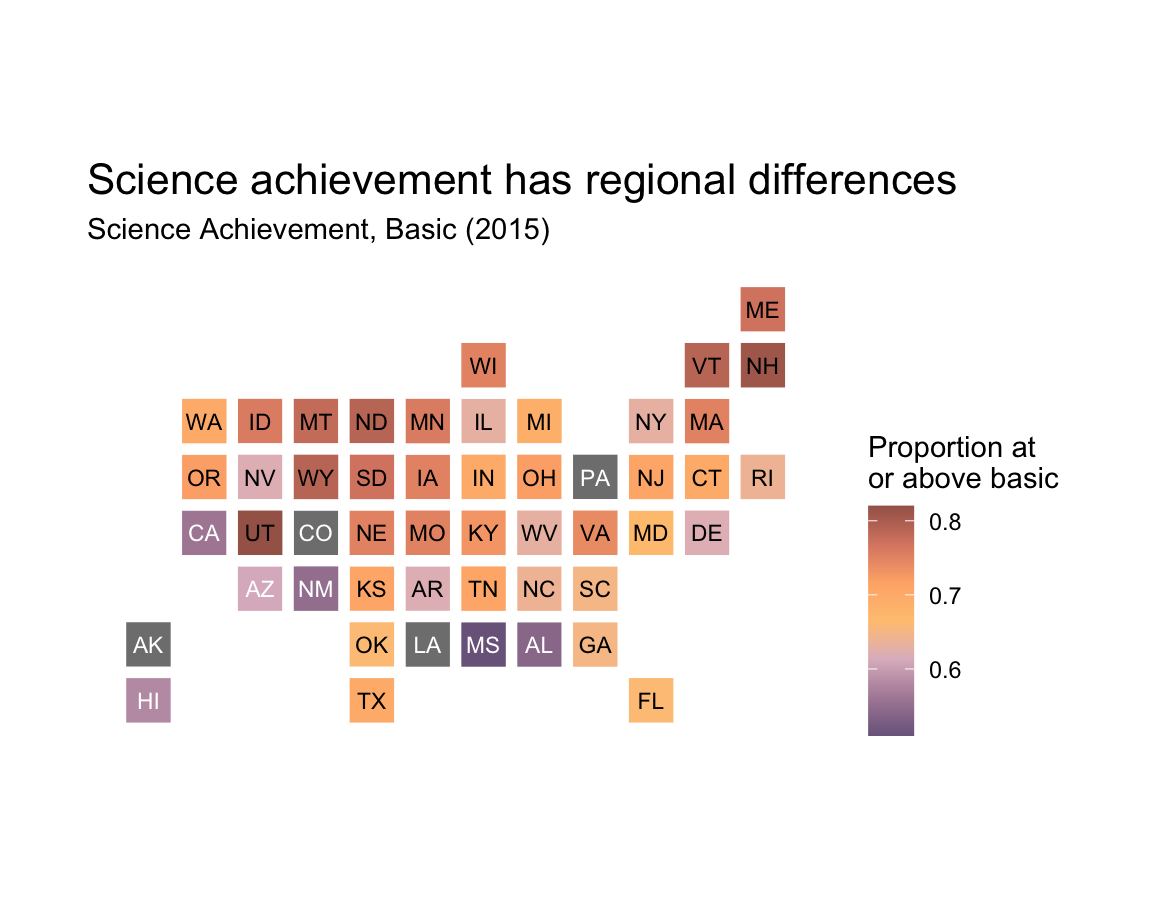 Science achievement has regional differences
Science Achievement, Basic (2015)
ME
WI VT NH
WA ID MT ND MN IL MI NY MA
OR NV WY SD IA IN OH PA NJ CT RI
CA UT CO NE MO KY WV VA MD DE
AZ NM KS AR TN NC SC
AK OK LA MS AL GA
HI TX FL
Proportion at
or above basic
0.8
0.7
0.6